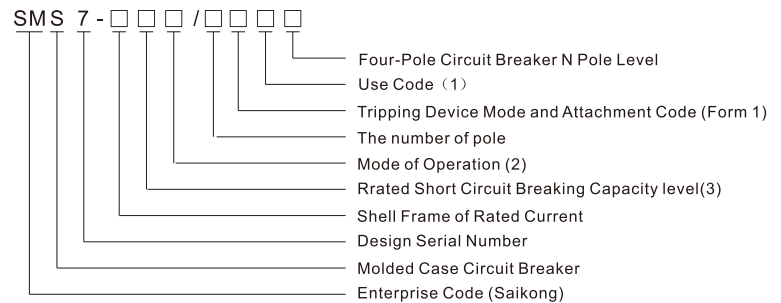 SMS7-□□□/□□□□
Four-Pole Circuit Breaker N Pole Level
Use Code（1）
Tripping Device Mode and Attachment Code (Form 1)
The number of pole
Mode of Operation (2)
Rrated Short Circuit Breaking Capacity level(3)
Shell Frame of Rated Current
Design Serial Number
Molded Case Circuit Breaker
Enterprise Code (Saikong)